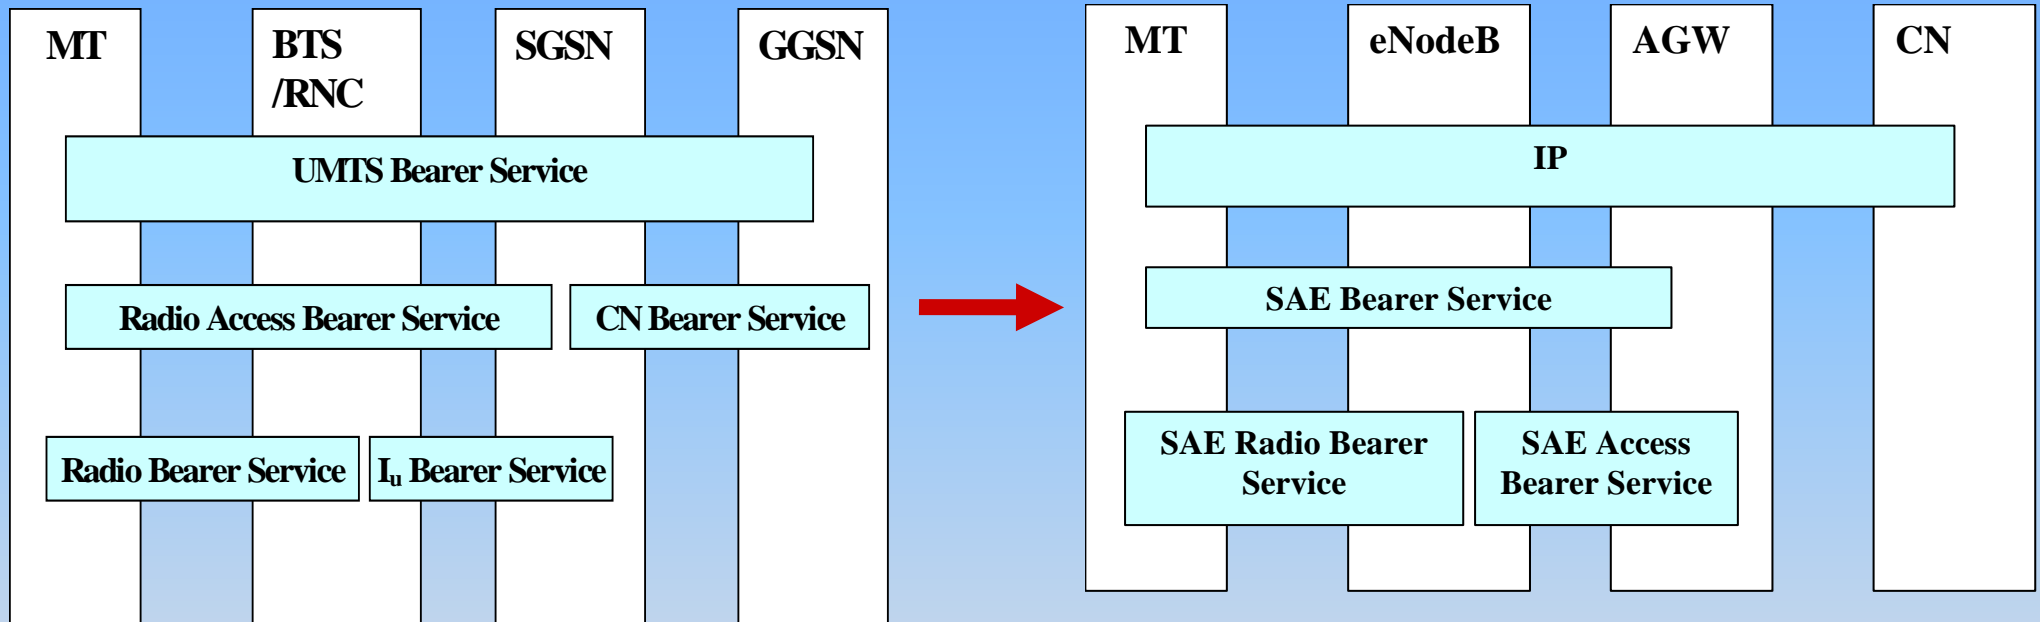 MT
BTS
/RNC
SGSN
GGSN
UMTS Bearer Service
Radio Access Bearer Service
CN Bearer Service
Radio Bearer Service
Iu Bearer Service
MT
eNodeB
AGW
CN
IP
SAE Bearer Service
SAE Radio Bearer
Service
SAE Access
Bearer Service